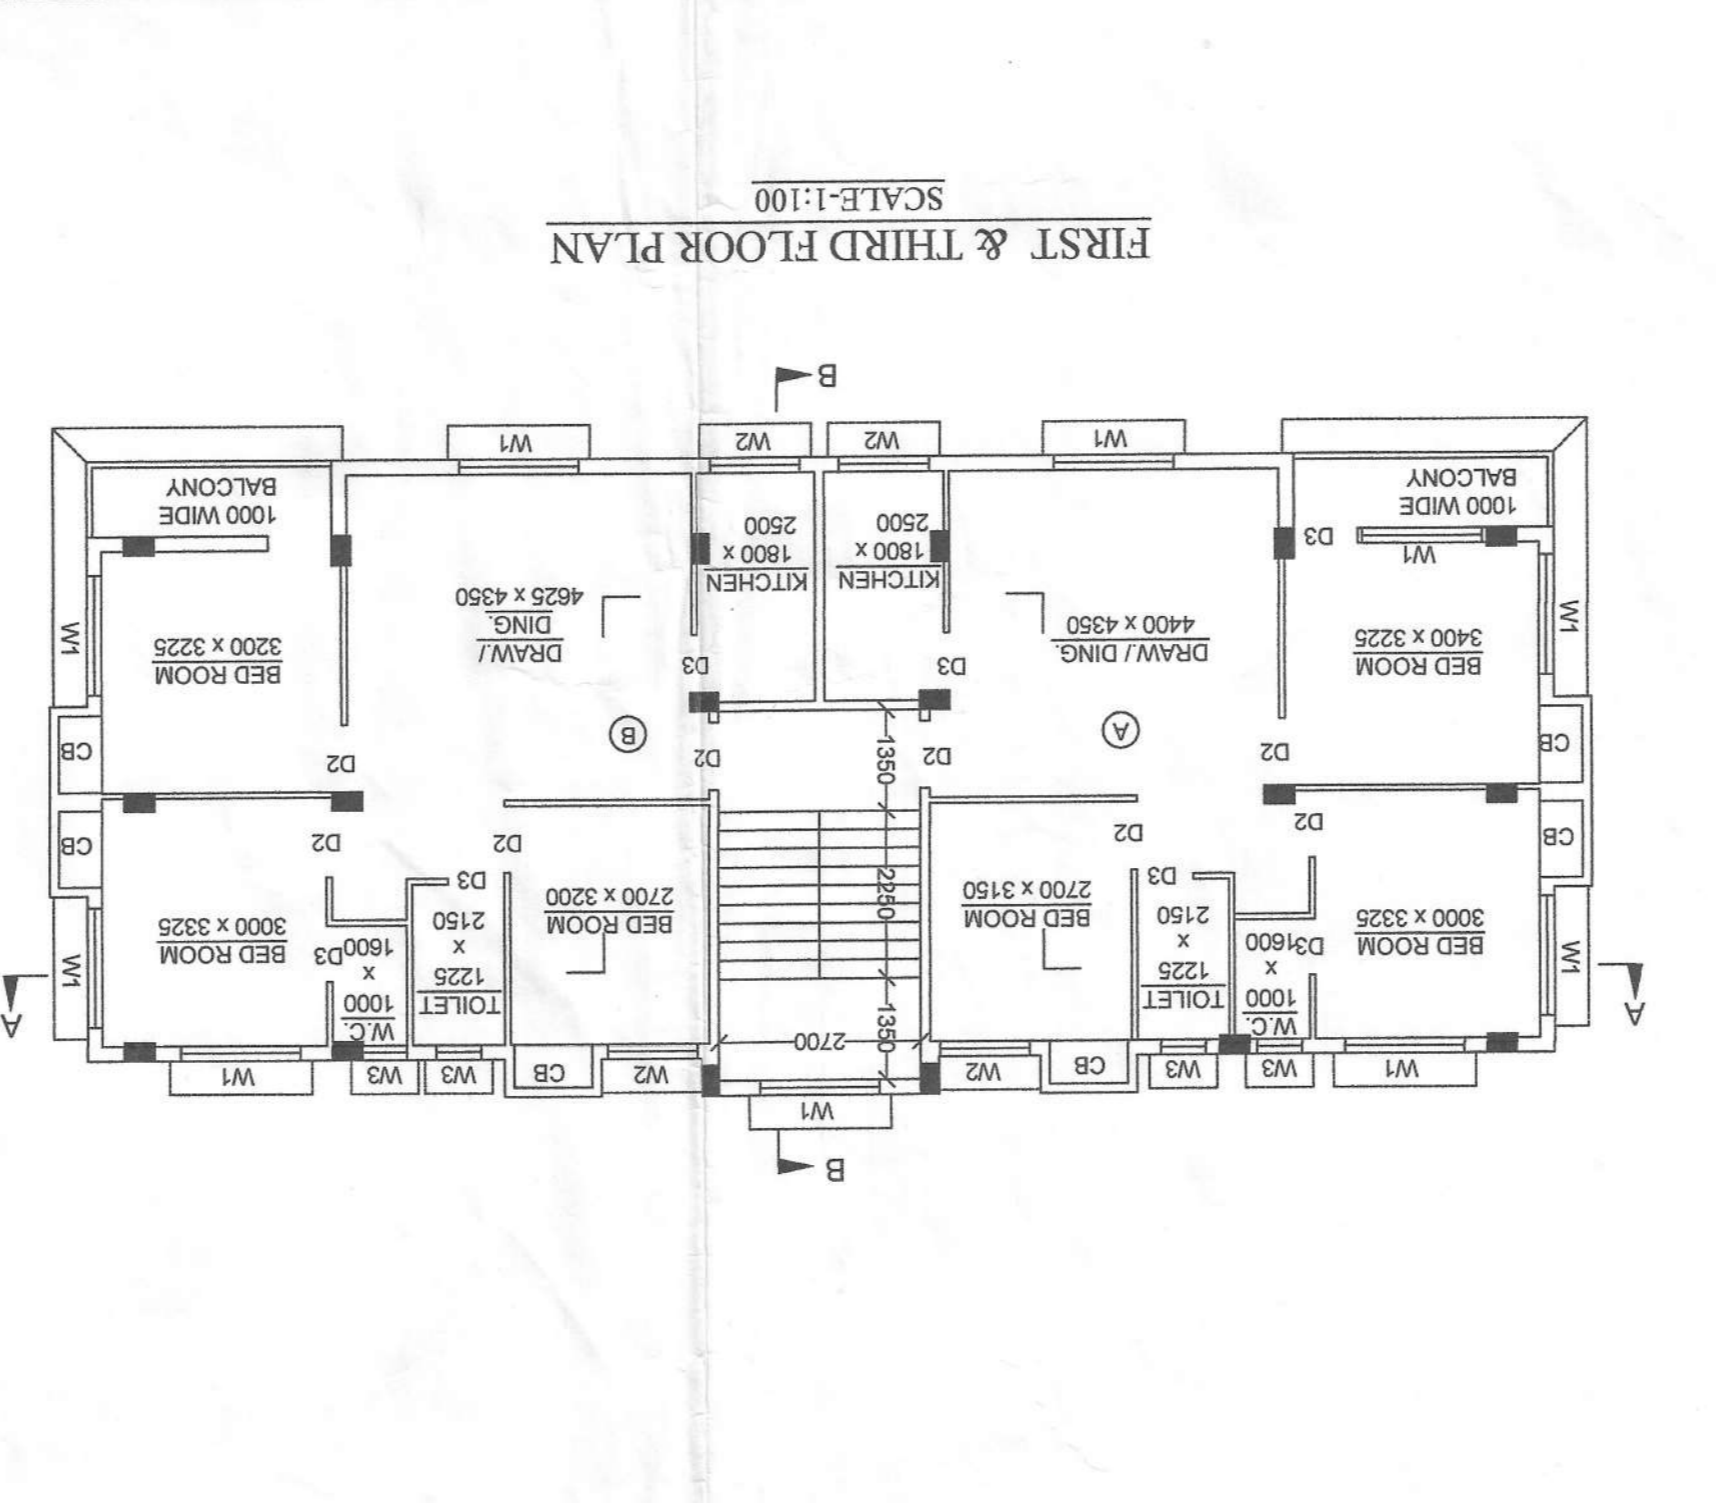 B
W1
W1
W3
W3
CB
W2
W2
CB
W3
W3
W1
A
A
W1
BED ROOM
3000 x 3325
W.C.
1000
x
1600
D3
TOILET
1225
x
2150
D3
BED ROOM
2700 x 3150
1350
2700
2250
1350
BED ROOM
2700 x 3200
TOILET
1225
x
2150
D3
W.C.
1000
x
1600
D3
BED ROOM
3000 x 3325
W1
CB
D2
D2
D2
D2
CB
CB
D2
A
D2
D2
B
D2
CB
W1
BED ROOM
3400 x 3225
DRAW./ DING.
4400 x 4350
D3
D3
DRAW./
DING.
4625 x 4350
BED ROOM
3200 x 3225
W1
KITCHEN
1800 x
2500
KITCHEN
1800 x
2500
W1
D3
1000 WIDE
BALCONY
1000 WIDE
BALCONY
W1
W2
W2
W1
B
FIRST & THIRD FLOOR PLAN
SCALE-1:100